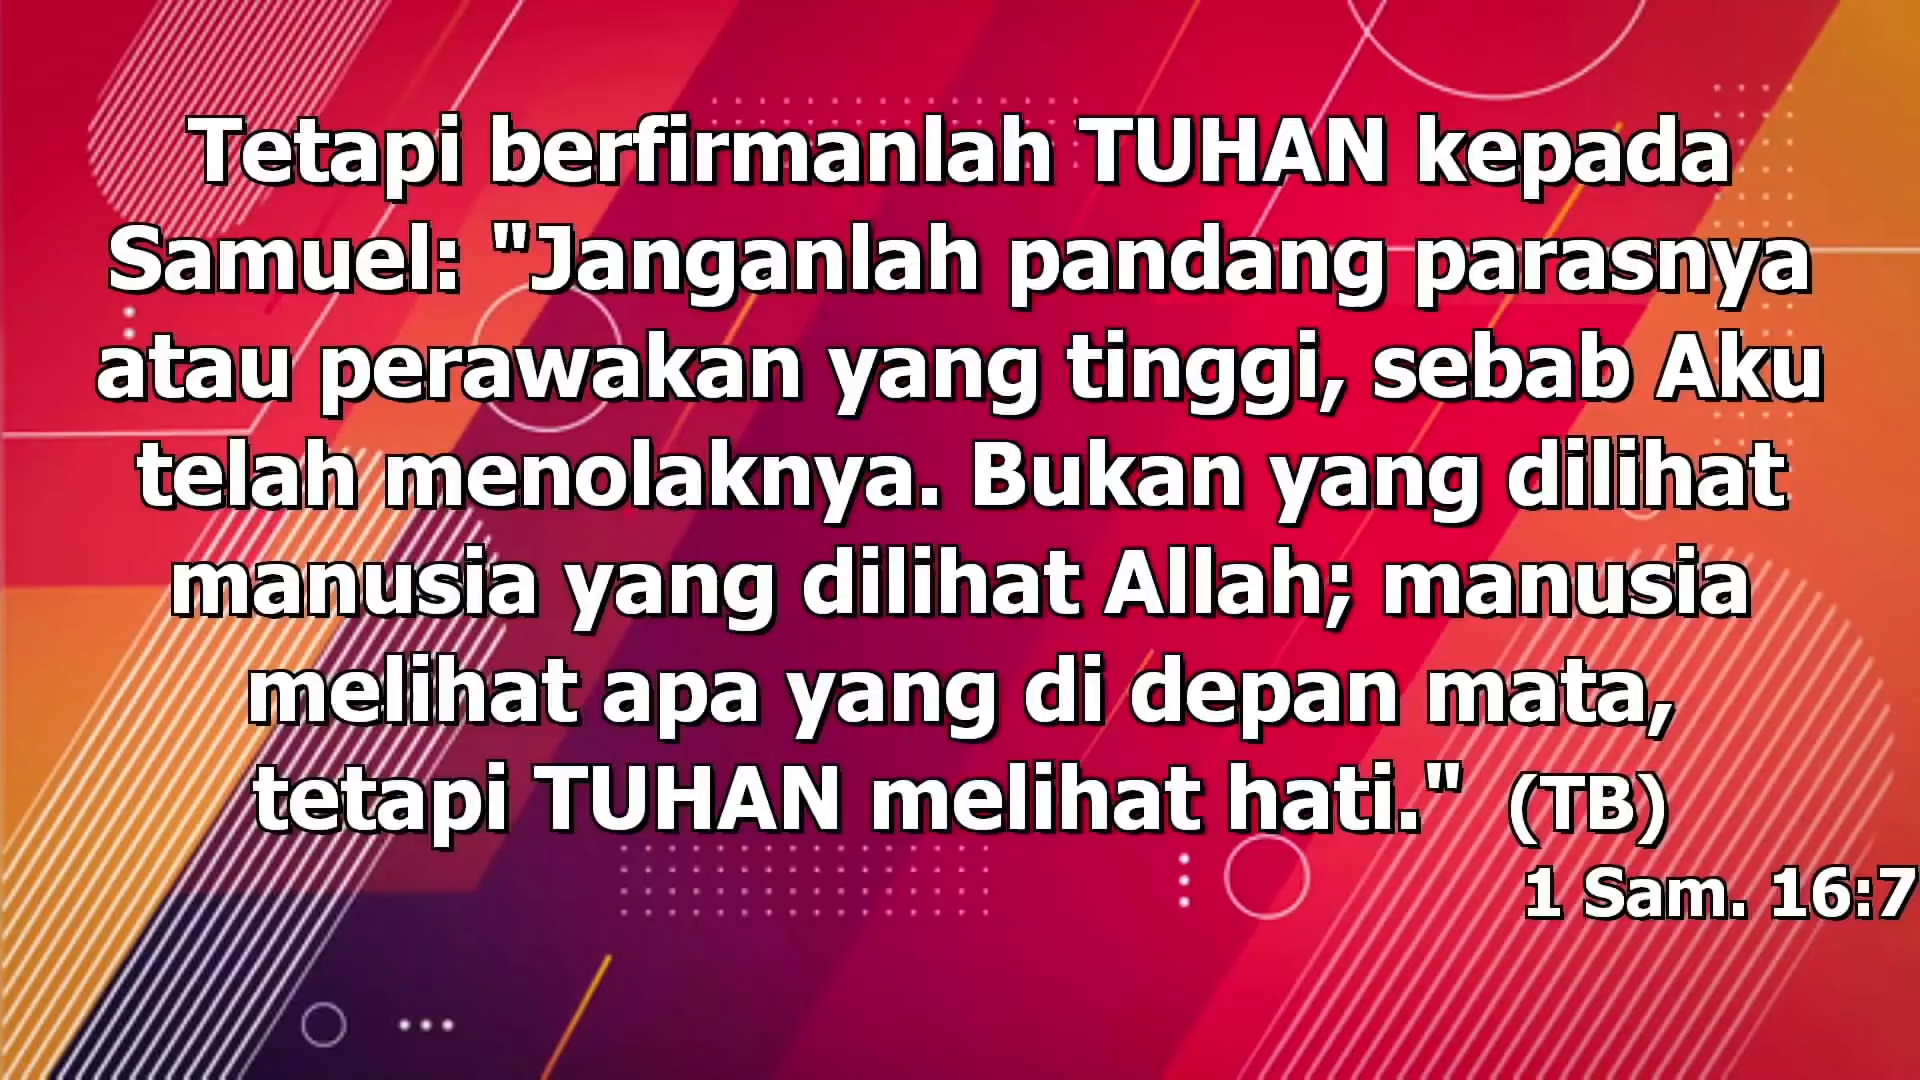 Tetapi berfirmanlah TUHAN kepada
Samuel: "Janganlah pandang parasnya
atau perawakan yang tinggi, sebab Aku
telah menolaknya. Bukan yang dilihat
manusia yang dilihat Allah; manusia
melihat apa yang di depan mata,
tetapi TUHAN melihat hati." (TB)
1 Sam. 16:7